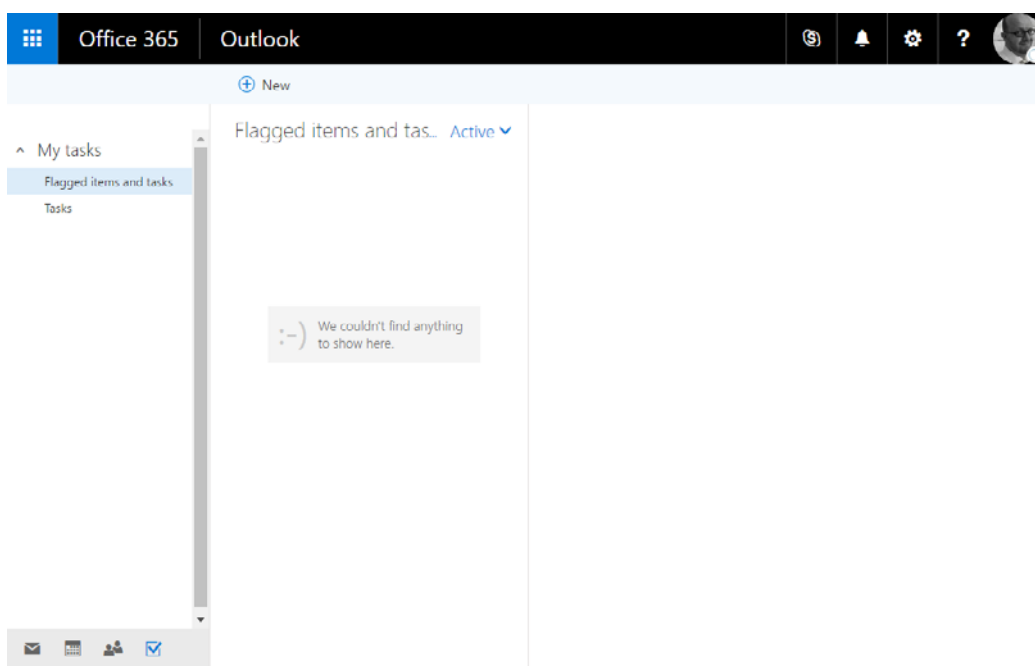 Office 365
Outlook
New
Flagged items and tas...
Active
My tasks
Flagged items and tasks
Tasks
:-)
We couldn't find anything
to show here.
?